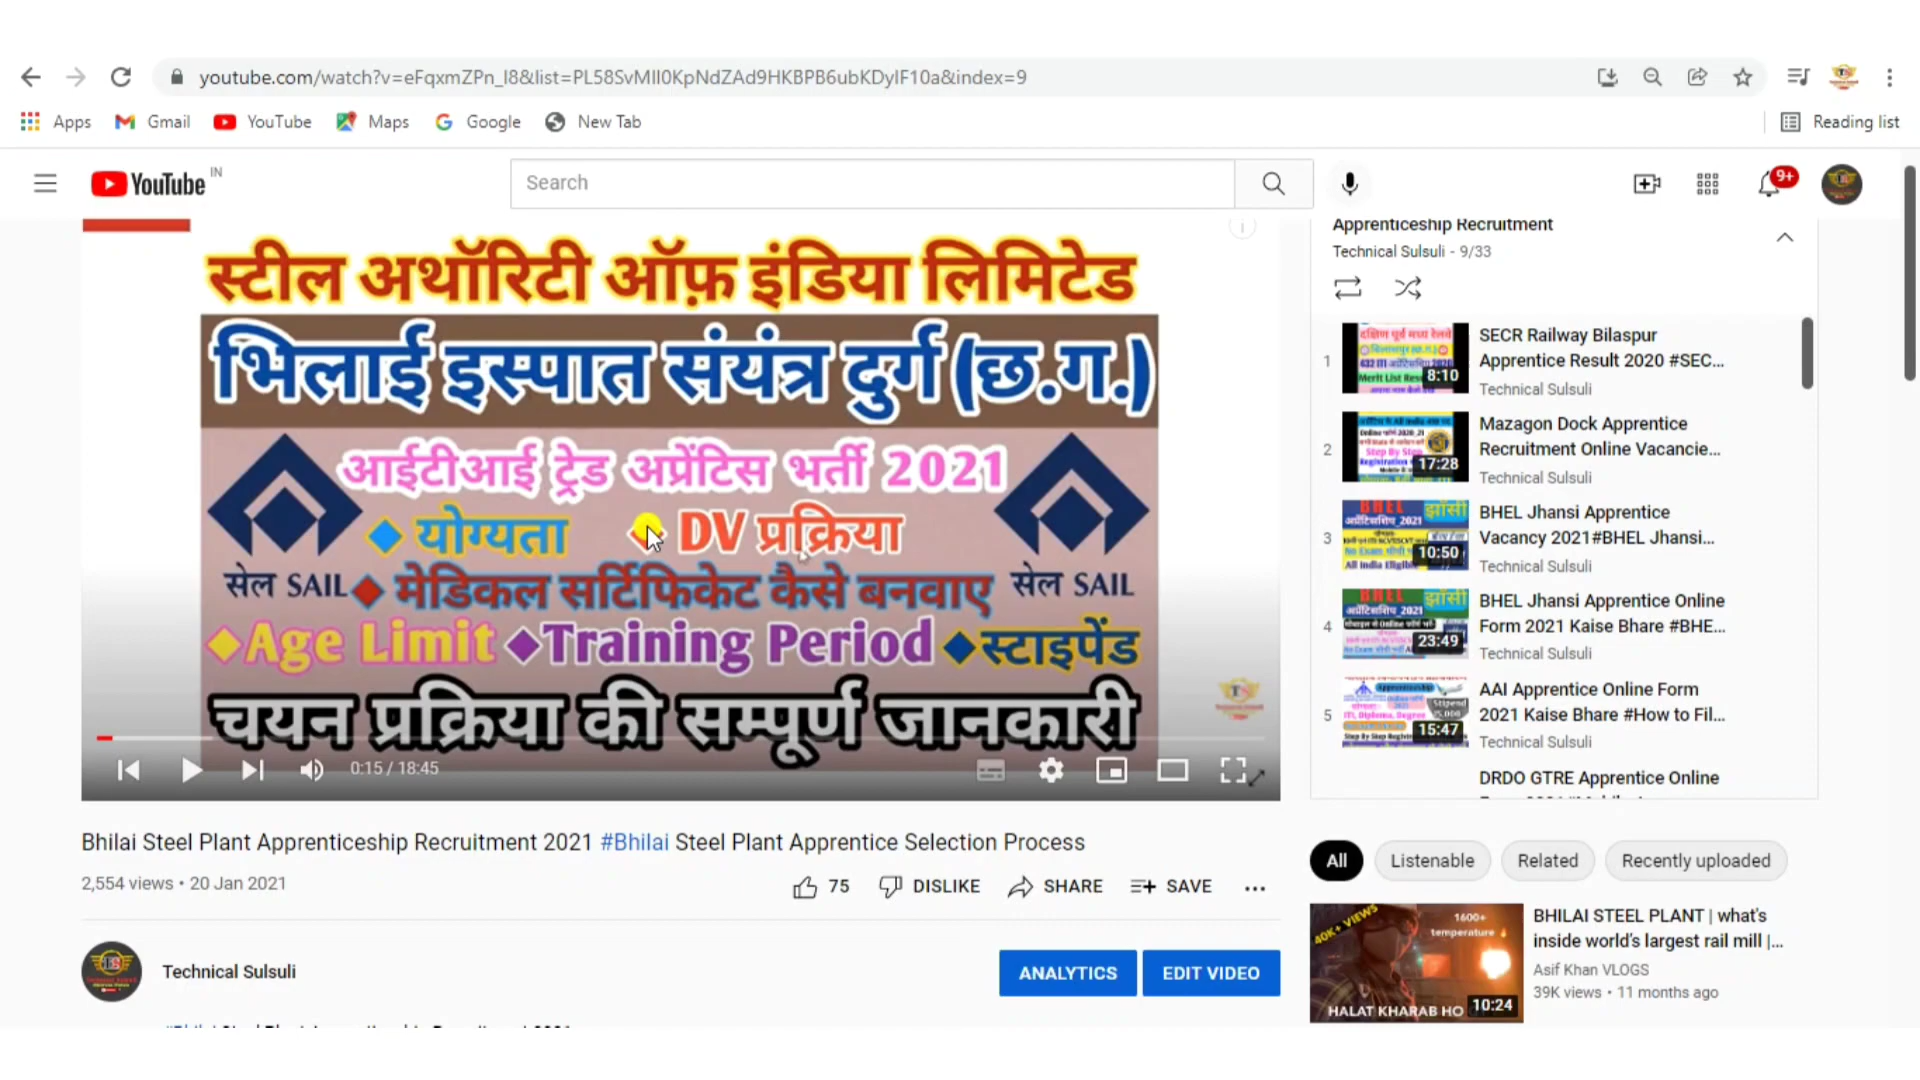 youtube.com/watch?v=eFqxmZPn_I8&list=PL58SvMIl0KpNdZAd9HKBPB6ubKDyIF10a&index=9
Apps Gmail YouTube Maps Google New Tab Reading list
YouTube IN
Search
9+
स्टील अथॉरिटी ऑफ़ इंडिया लिमिटेड
भिलाई इस्पात संयंत्र दुर्ग (छ.ग.)
आईटीआई ट्रेड अप्रेंटिस भर्ती 2021
योग्यता DV प्रक्रिया
सेल SAIL मेडिकल सर्टिफिकेट कैसे बनवाए सेल SAIL
Age Limit Training Period स्टाइपेंड
चयन प्रक्रिया की सम्पूर्ण जानकारी
0:15 / 18:45
Bhilai Steel Plant Apprenticeship Recruitment 2021 #Bhilai Steel Plant Apprentice Selection Process
2,554 views • 20 Jan 2021
75 DISLIKE SHARE SAVE
Technical Sulsuli
ANALYTICS EDIT VIDEO
Apprenticeship Recruitment
Technical Sulsuli - 9/33
1
8:10
SECR Railway Bilaspur
Apprentice Result 2020 #SEC...
Technical Sulsuli
2
17:28
Mazagon Dock Apprentice
Recruitment Online Vacancie...
Technical Sulsuli
3
BHEL झाँसी
10:50
BHEL Jhansi Apprentice
Vacancy 2021#BHEL Jhansi...
Technical Sulsuli
4
BHEL झाँसी
23:49
BHEL Jhansi Apprentice Online
Form 2021 Kaise Bhare #BHE...
Technical Sulsuli
5
15:47
AAI Apprentice Online Form
2021 Kaise Bhare #How to Fil...
Technical Sulsuli
DRDO GTRE Apprentice Online
All Listenable Related Recently uploaded
40K+ VIEWS
1600+
temperature
HALAT KHARAB HO
10:24
BHILAI STEEL PLANT | what's
inside world's largest rail mill |...
Asif Khan VLOGS
39K views • 11 months ago